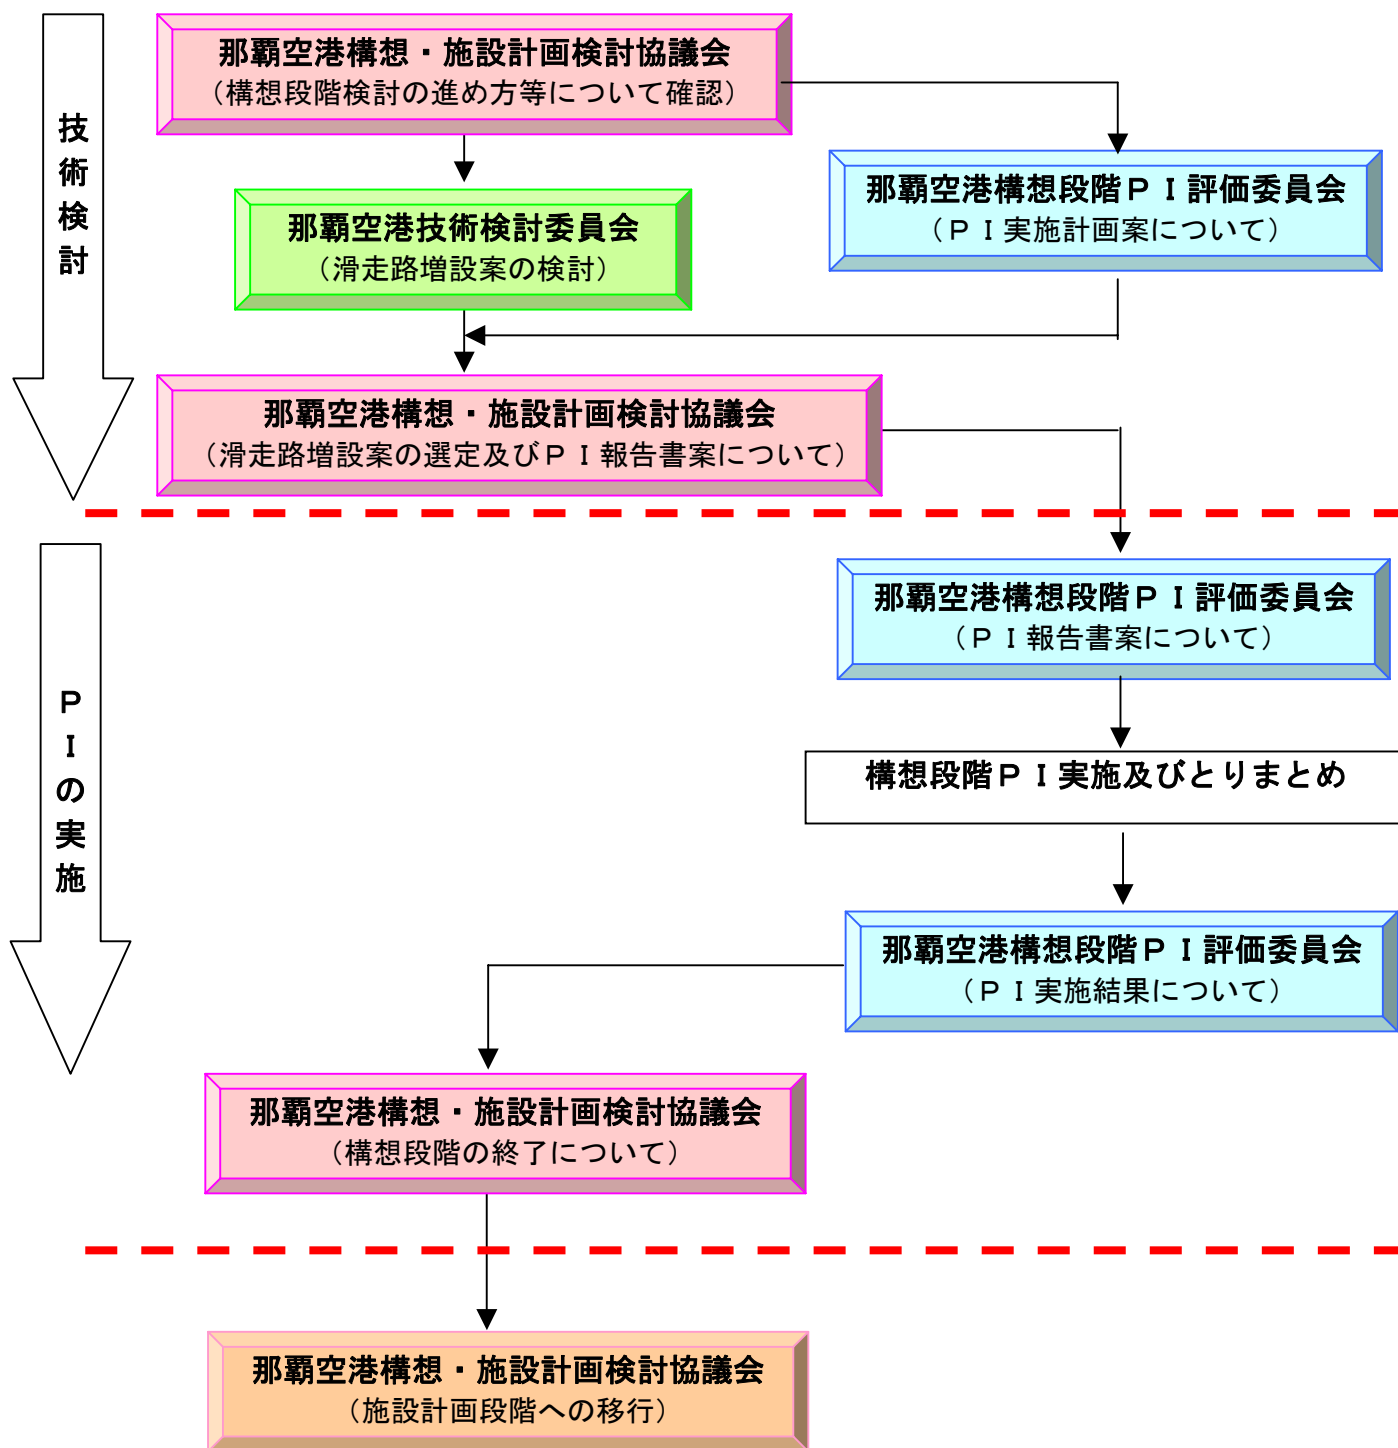 那覇空港構想・施設計画検討協議会
（構想段階検討の進め方等について確認）
技術検討
那覇空港構想段階ＰＩ評価委員会
（ＰＩ実施計画案について）
那覇空港技術検討委員会
（滑走路増設案の検討）
那覇空港構想・施設計画検討協議会
（滑走路増設案の選定及びＰＩ報告書案について）
那覇空港構想段階ＰＩ評価委員会
（ＰＩ報告書案について）
ＰＩの実施
構想段階ＰＩ実施及びとりまとめ
那覇空港構想段階ＰＩ評価委員会
（ＰＩ実施結果について）
那覇空港構想・施設計画検討協議会
（構想段階の終了について）
那覇空港構想・施設計画検討協議会
（施設計画段階への移行）